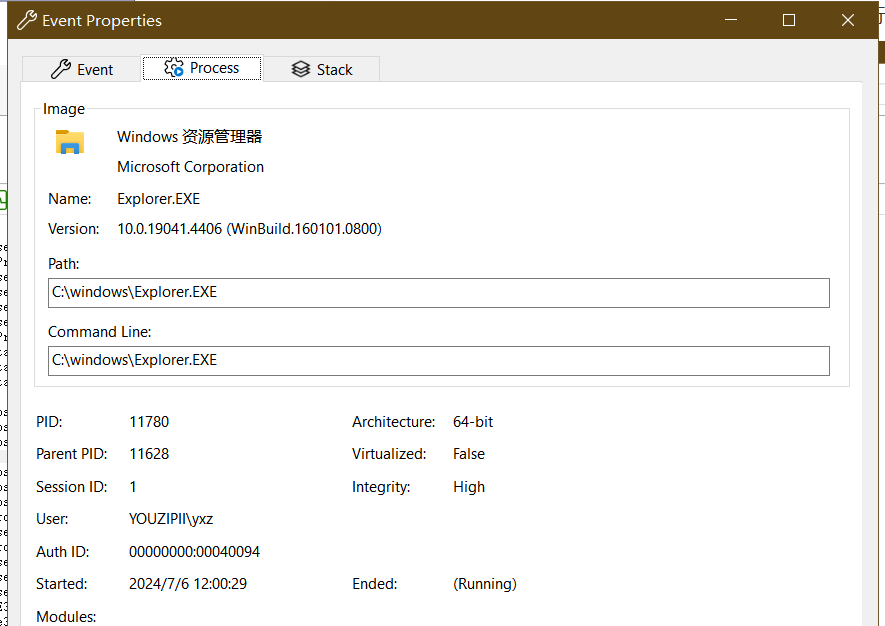 Event Properties
Event Process Stack
Image
Windows 资源管理器
Microsoft Corporation
Name: Explorer.EXE
Version: 10.0.19041.4406 (WinBuild.160101.0800)
Path:
C:\windows\Explorer.EXE
Command Line:
C:\windows\Explorer.EXE
PID: 11780 Architecture: 64-bit
Parent PID: 11628 Virtualized: False
Session ID: 1 Integrity: High
User: YOUZIPII\yxz
Auth ID: 00000000:00040094
Started: 2024/7/6 12:00:29 Ended: (Running)
Modules: